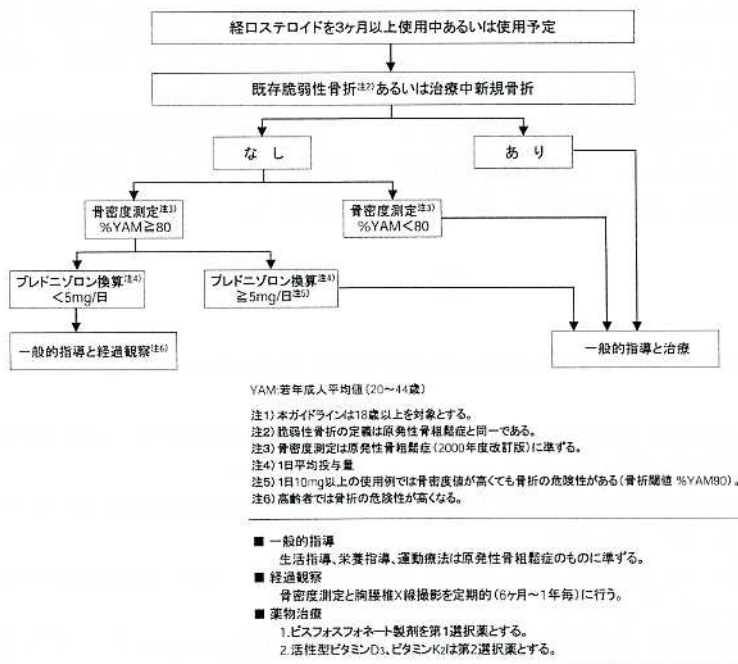 経口ステロイドを3ヶ月以上使用中あるいは使用予定
既存脆弱性骨折注2)あるいは治療中新規骨折
なし
あり
骨密度測定注3)
%YAM≧80
骨密度測定注3)
%YAM<80
プレドニゾロン換算注4)
<5mg/日
プレドニゾロン換算注4)
≧5mg/日注5)
一般的指導と経過観察注6)
一般的指導と治療
YAM:若年成人平均値(20〜44歳)
注1)本ガイドラインは18歳以上を対象とする。
注2)脆弱性骨折の定義は原発性骨粗鬆症と同一である。
注3)骨密度測定は原発性骨粗鬆症(2000年度改訂版)に準ずる。
注4)1日平均投与量
注5)1日10mg以上の使用例では骨密度値が高くても骨折の危険性がある(骨折閾値 %YAM90)。
注6)高齢者では骨折の危険性が高くなる。
■ 一般的指導
生活指導、栄養指導、運動療法は原発性骨粗鬆症のものに準ずる。
■ 経過観察
骨密度測定と胸腰椎X線撮影を定期的(6ヶ月〜1年毎)に行う。
■ 薬物治療
1.ビスフォスフォネート製剤を第1選択薬とする。
2.活性型ビタミンD3、ビタミンK2は第2選択薬とする。